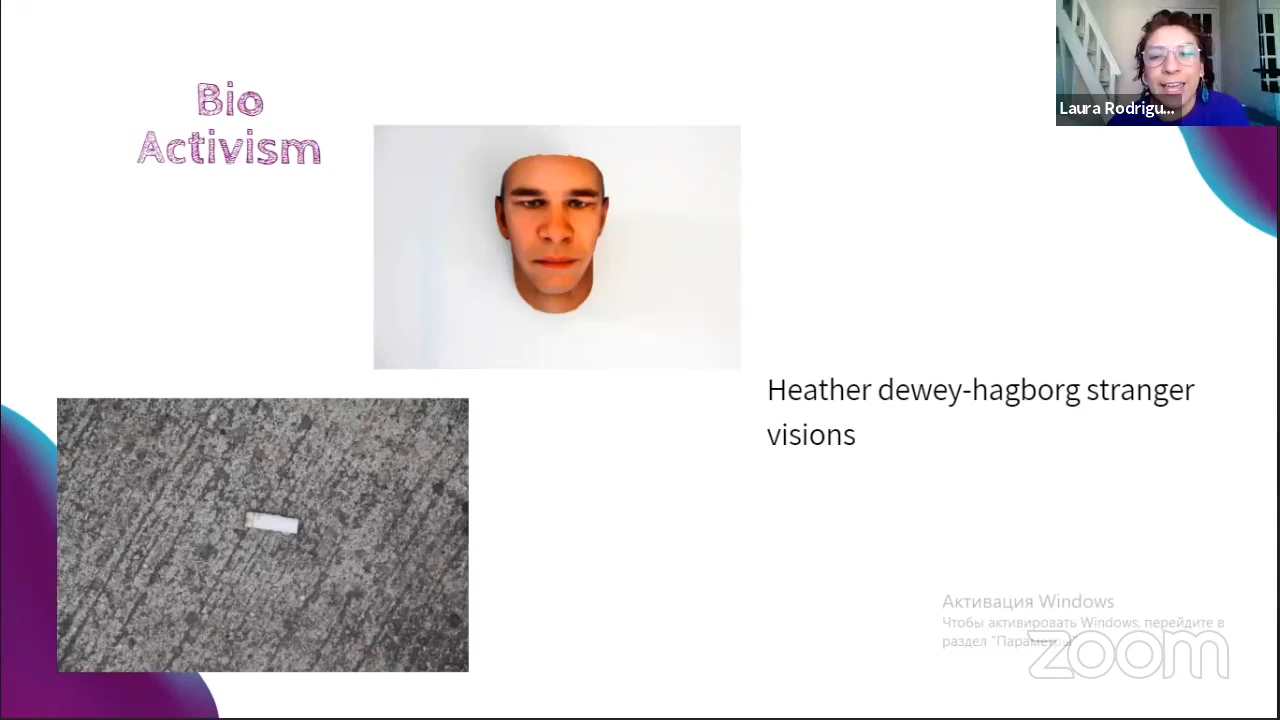 Laura Rodrigu...
Bio
Activism
Heather dewey-hagborg stranger
visions
Активация Windows
Чтобы активировать Windows, перейдите в
раздел "Параметры"
zoom